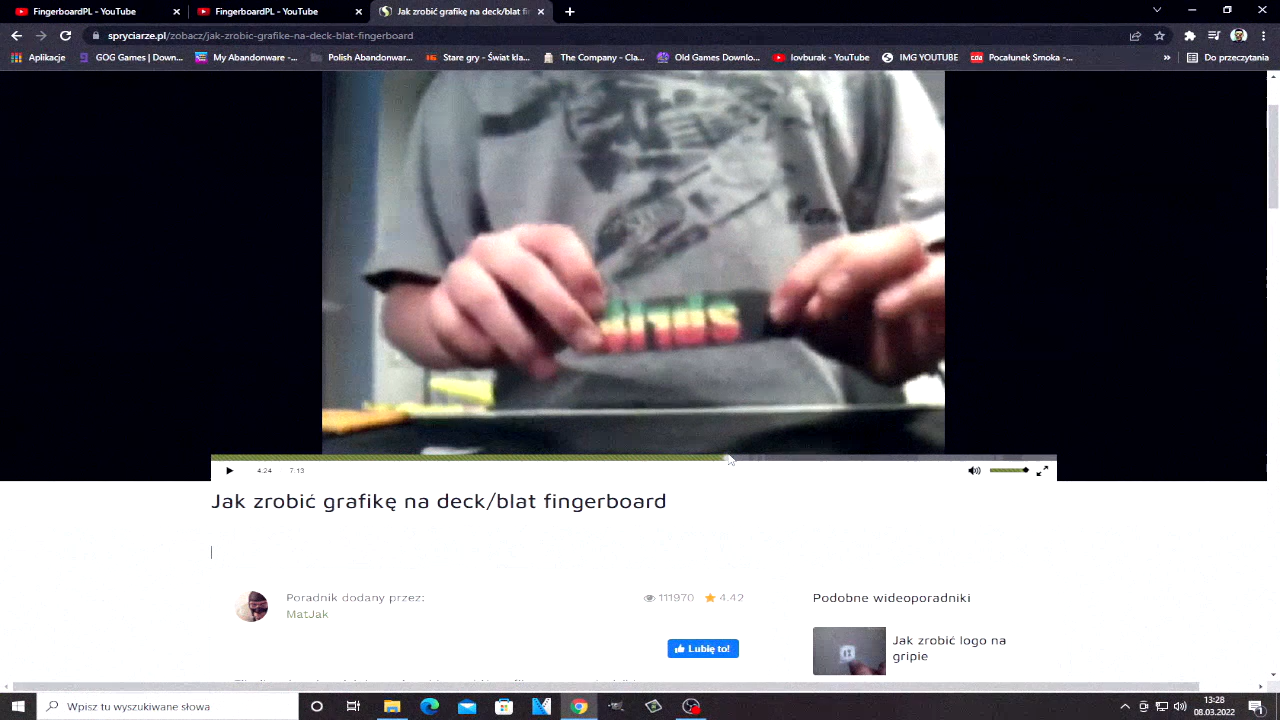 FingerboardPL - YouTube
FingerboardPL - YouTube
Jak zrobić grafikę na deck/blat fi
spryciarze.pl/zobacz/jak-zrobic-grafike-na-deck-blat-fingerboard
Aplikacje
GOG Games | Down...
My Abandonware -...
Polish Abandonwar...
Stare gry - Świat kla...
The Company - Cla...
Old Games Downlo...
lovburak - YouTube
IMG YOUTUBE
Pocałunek Smoka -...
»
Do przeczytania
4:24
7:13
Jak zrobić grafikę na deck/blat fingerboard
Poradnik dodany przez:
MatJak
111970
4.42
Lubię to!
Podobne wideoporadniki
Jak zrobić logo na
gripie
Wpisz tu wyszukiwane słowa
13:28
08.03.2022